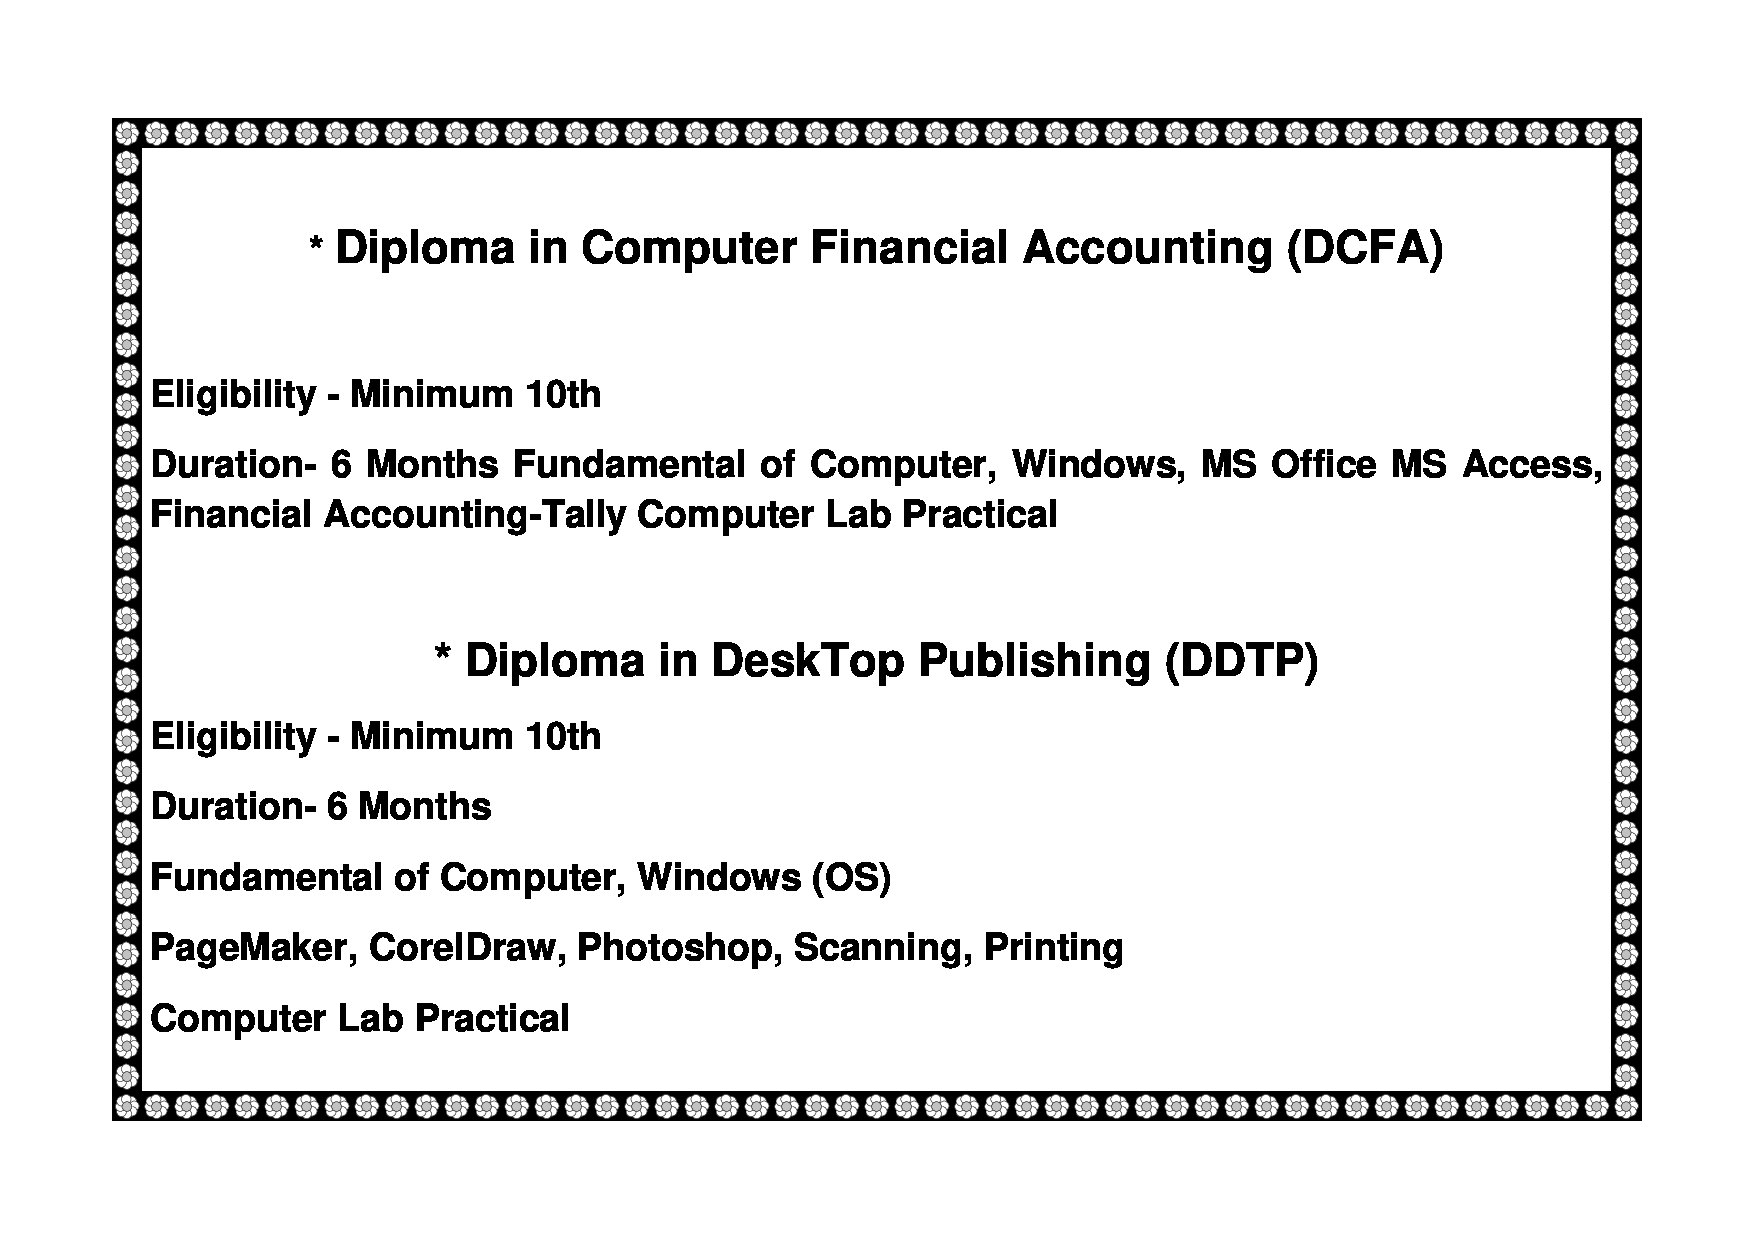 * Diploma in Computer Financial Accounting (DCFA)
Eligibility - Minimum 10th
Duration- 6 Months Fundamental of Computer, Windows, MS Office MS Access,
Financial Accounting-Tally Computer Lab Practical
* Diploma in DeskTop Publishing (DDTP)
Eligibility - Minimum 10th
Duration- 6 Months
Fundamental of Computer, Windows (OS)
PageMaker, CorelDraw, Photoshop, Scanning, Printing
Computer Lab Practical